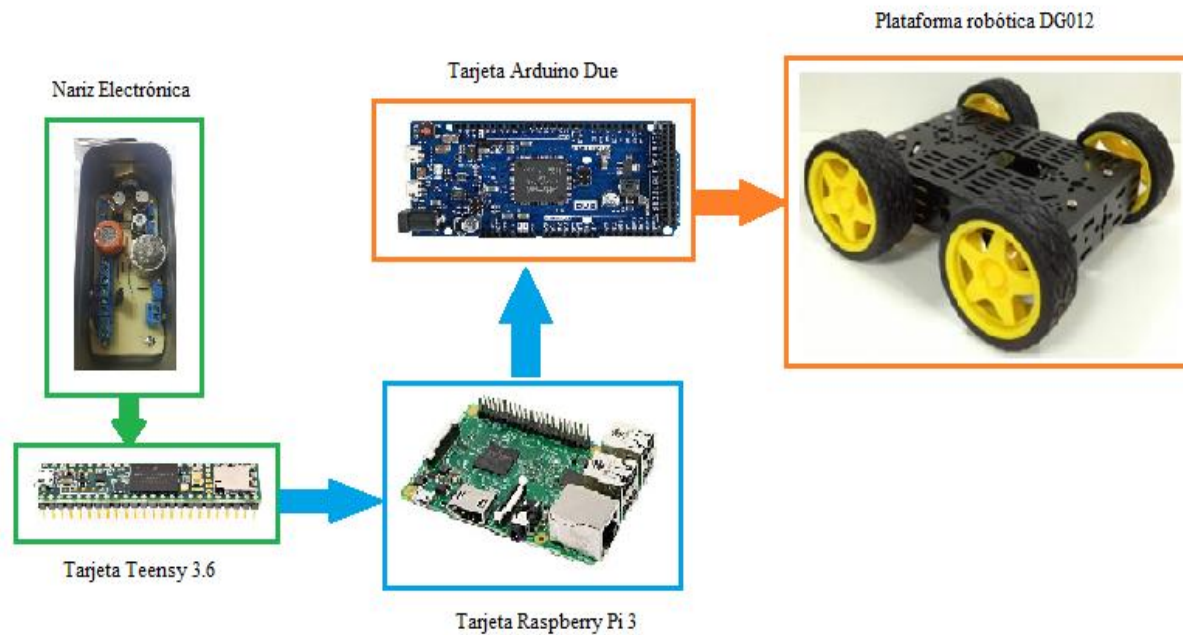 Plataforma robótica DG012
Tarjeta Arduino Due
Nariz Electrónica
Tarjeta Teensy 3.6
Tarjeta Raspberry Pi 3